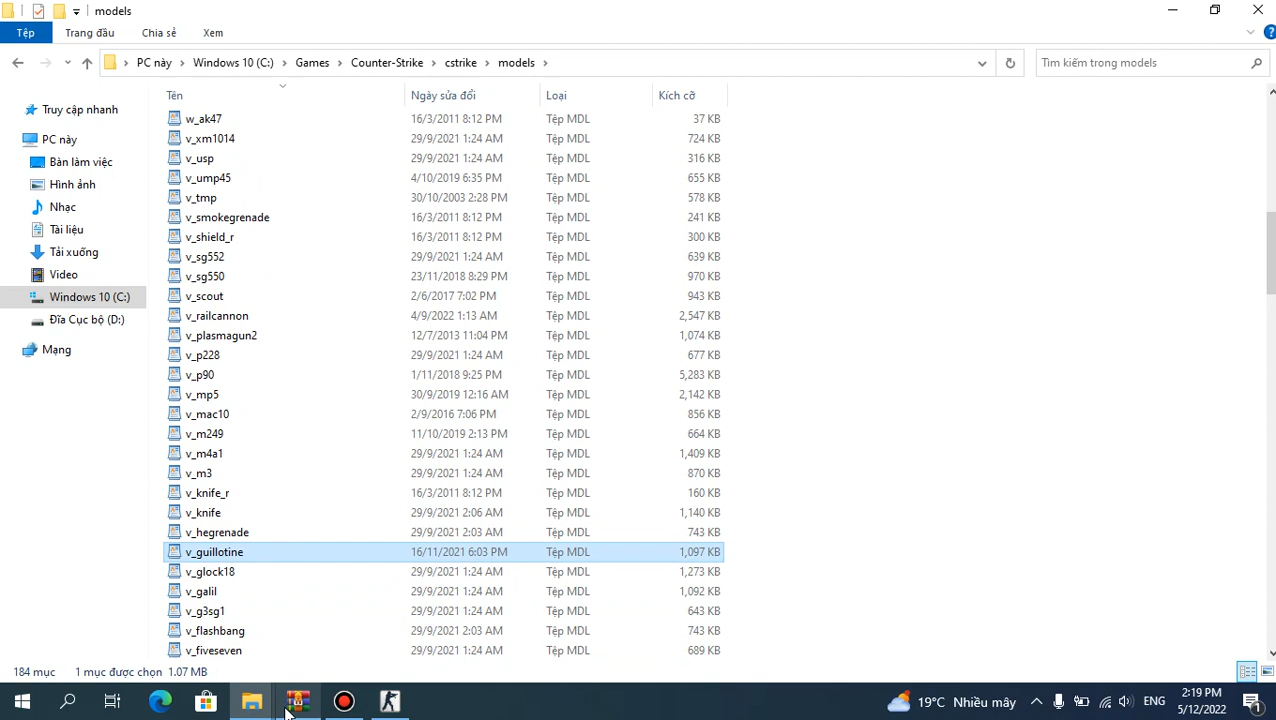 models
Tệp Trang đầu Chia sẻ Xem
PC này Windows 10 (C:) Games Counter-Strike cstrike models Tìm kiếm trong models
Tên Ngày sửa đổi Loại Kích cỡ
Truy cập nhanh
PC này
Bàn làm việc
Hình ảnh
Nhạc
Tài liệu
Tải xuống
Video
Windows 10 (C:)
Đĩa Cục bộ (D:)
Mạng
w_ak47 16/3/2011 8:12 PM Tệp MDL 37 KB
v_xm1014 29/9/2021 1:24 AM Tệp MDL 724 KB
v_usp 29/9/2021 1:24 AM Tệp MDL 316 KB
v_ump45 4/10/2019 6:35 PM Tệp MDL 655 KB
v_tmp 30/10/2003 2:28 PM Tệp MDL 578 KB
v_smokegrenade 16/3/2011 8:12 PM Tệp MDL 241 KB
v_shield_r 16/3/2011 8:12 PM Tệp MDL 300 KB
v_sg552 29/9/2021 1:24 AM Tệp MDL 639 KB
v_sg550 23/11/2018 8:29 PM Tệp MDL 970 KB
v_scout 2/6/2017 7:02 PM Tệp MDL 943 KB
v_railcannon 4/9/2022 1:13 AM Tệp MDL 2,547 KB
v_plasmagun2 12/7/2013 11:04 PM Tệp MDL 1,074 KB
v_p228 29/9/2021 1:24 AM Tệp MDL 677 KB
v_p90 1/11/2018 9:25 PM Tệp MDL 5,283 KB
v_mp5 30/9/2019 12:16 AM Tệp MDL 2,142 KB
v_mac10 2/9/2016 7:06 PM Tệp MDL 856 KB
v_m249 11/10/2019 2:13 PM Tệp MDL 664 KB
v_m4a1 29/9/2021 1:24 AM Tệp MDL 1,409 KB
v_m3 29/9/2021 1:24 AM Tệp MDL 870 KB
v_knife_r 16/3/2011 8:12 PM Tệp MDL 160 KB
v_knife 29/9/2021 2:06 AM Tệp MDL 1,140 KB
v_hegrenade 29/9/2021 2:03 AM Tệp MDL 743 KB
v_guillotine 16/11/2021 6:03 PM Tệp MDL 1,097 KB
v_glock18 29/9/2021 1:24 AM Tệp MDL 1,273 KB
v_galil 29/9/2021 1:24 AM Tệp MDL 1,092 KB
v_g3sg1 29/9/2021 1:24 AM Tệp MDL 643 KB
v_flashbang 29/9/2021 2:03 AM Tệp MDL 743 KB
v_fiveseven 29/9/2021 1:24 AM Tệp MDL 689 KB
184 mục 1 mục được chọn 1.07 MB
19°C Nhiều mây ENG 2:19 PM
5/12/2022 1